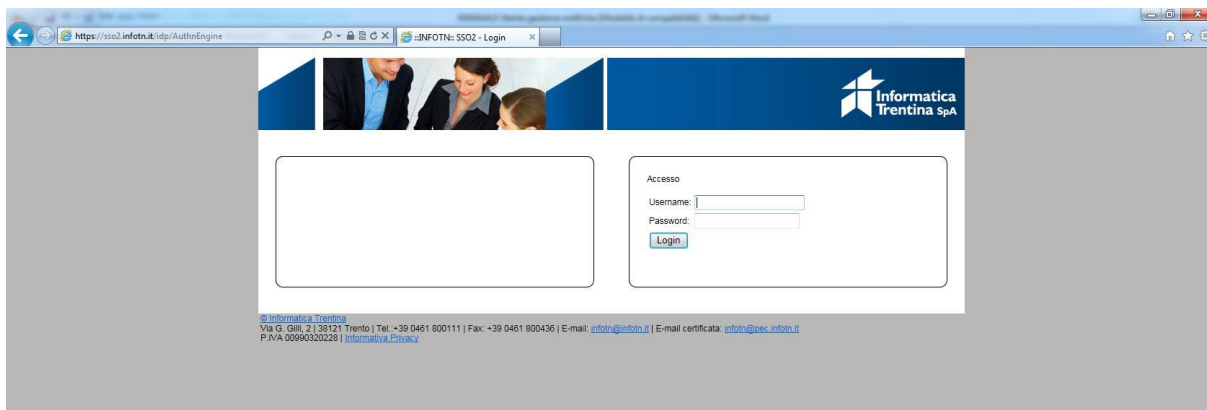 https://sso2.infotn.it/idp/AuthnEngine
::INFOTN:: SSO2 - Login
Informatica
Trentina SpA
Accesso
Username:
Password:
Login
© Informatica Trentina
Via G. Gilli, 2 | 38121 Trento | Tel.:+39 0461 800111 | Fax: +39 0461 800436 | E-mail: infotn@infotn.it | E-mail certificata: infotn@pec.infotn.it
P.IVA 00990320228 | Informativa Privacy